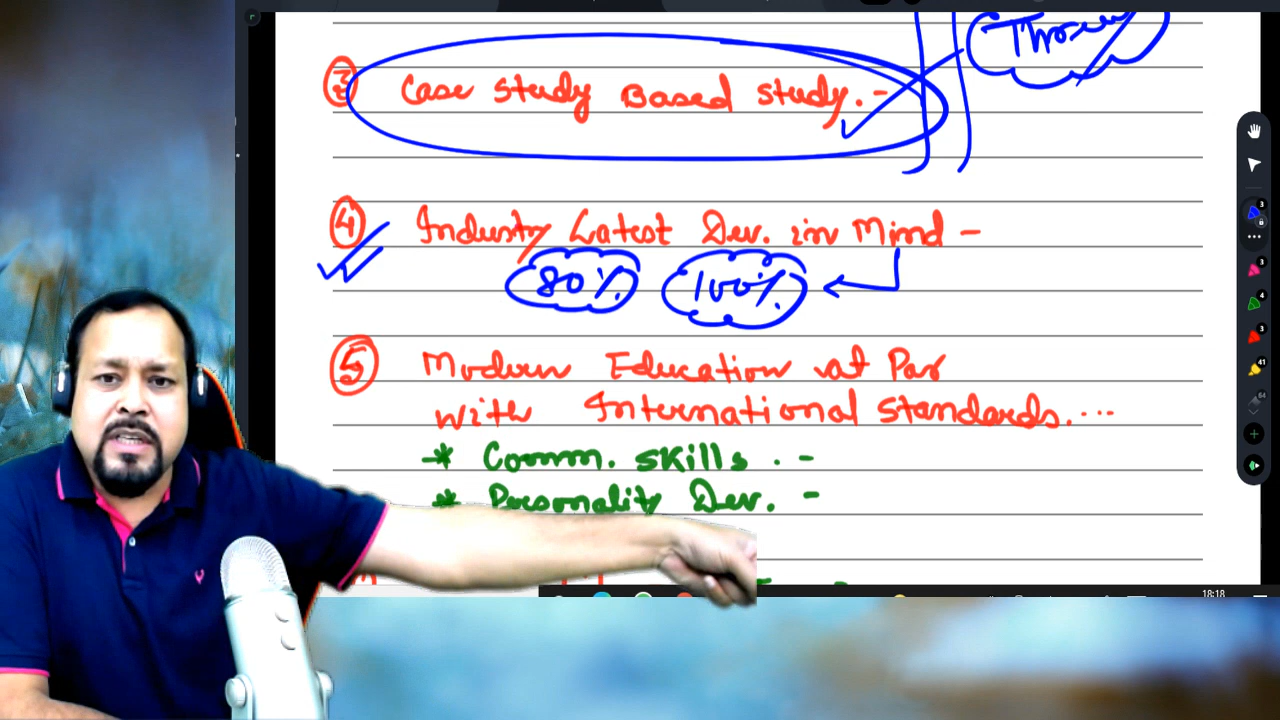 ③ Case Study Based Study. -
④ Industry Latest Dev. in Mind -
80% 100%
⑤ Modern Education at Par
with International Standards. ...
* Comm. Skills . -
* Personality Dev. -
18:18